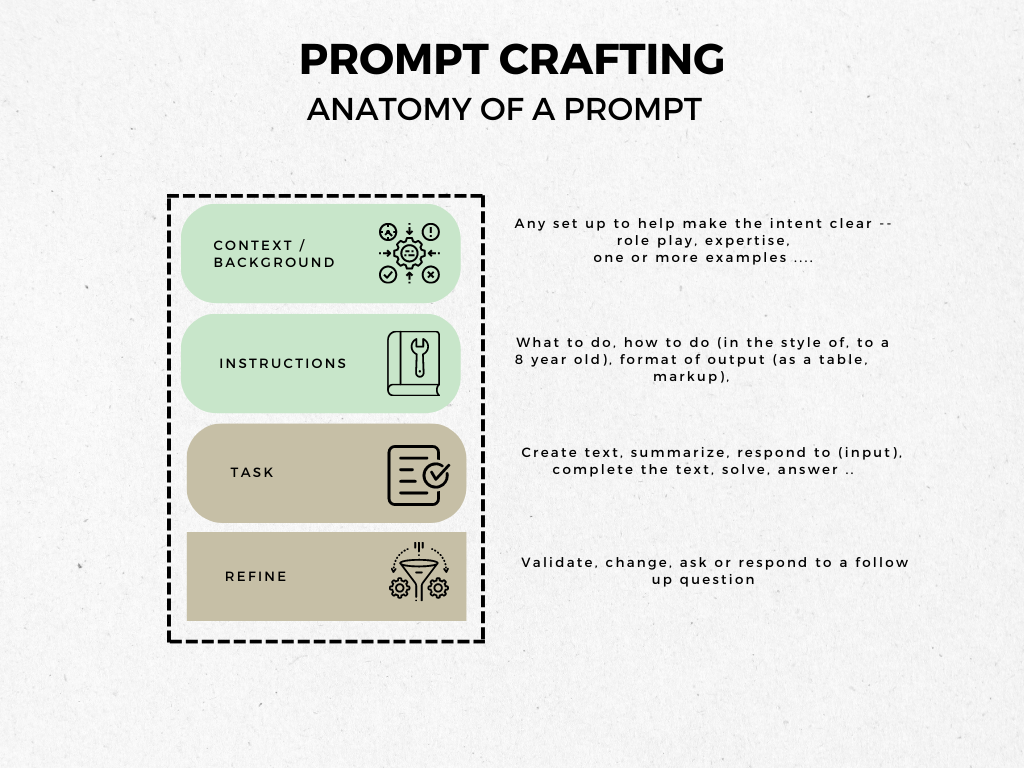 PROMPT CRAFTING
ANATOMY OF A PROMPT
CONTEXT /
BACKGROUND
Any set up to help make the intent clear --
role play, expertise,
one or more examples ....
INSTRUCTIONS
What to do, how to do (in the style of, to a
8 year old), format of output (as a table,
markup),
TASK
Create text, summarize, respond to (input),
complete the text, solve, answer ..
REFINE
Validate, change, ask or respond to a follow
up question